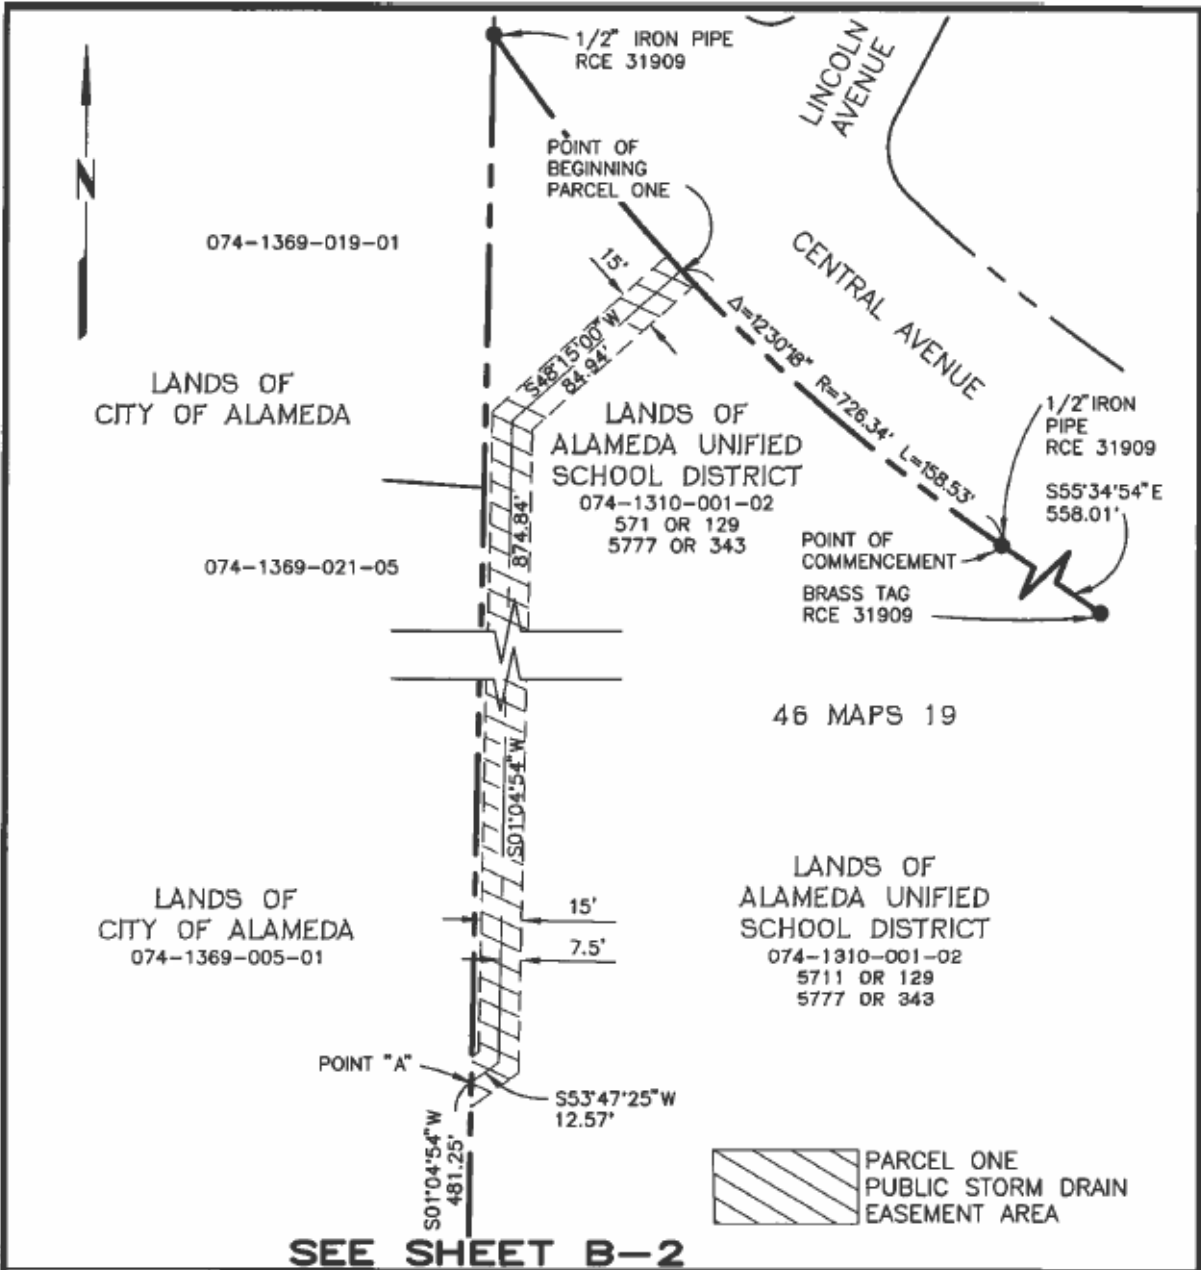 1/2" IRON PIPE
RCE 31909
LINCOLN
AVENUE
N
POINT OF
BEGINNING
PARCEL ONE
074-1369-019-01
15'
CENTRAL AVENUE
S48°15'00"W
84.94'
Δ=12°30'18" R=726.34' L=158.53'
LANDS OF
CITY OF ALAMEDA
LANDS OF
ALAMEDA UNIFIED
SCHOOL DISTRICT
074-1310-001-02
571 OR 129
5777 OR 343
1/2"IRON
PIPE
RCE 31909
S55°34'54"E
558.01'
874.84'
074-1369-021-05
POINT OF
COMMENCEMENT
BRASS TAG
RCE 31909
46 MAPS 19
S01°04'54"W
LANDS OF
CITY OF ALAMEDA
074-1369-005-01
15'
7.5'
LANDS OF
ALAMEDA UNIFIED
SCHOOL DISTRICT
074-1310-001-02
5711 OR 129
5777 OR 343
POINT "A"
S53°47'25"W
12.57'
S01°04'54"W
481.25'
PARCEL ONE
PUBLIC STORM DRAIN
EASEMENT AREA
SEE SHEET B-2